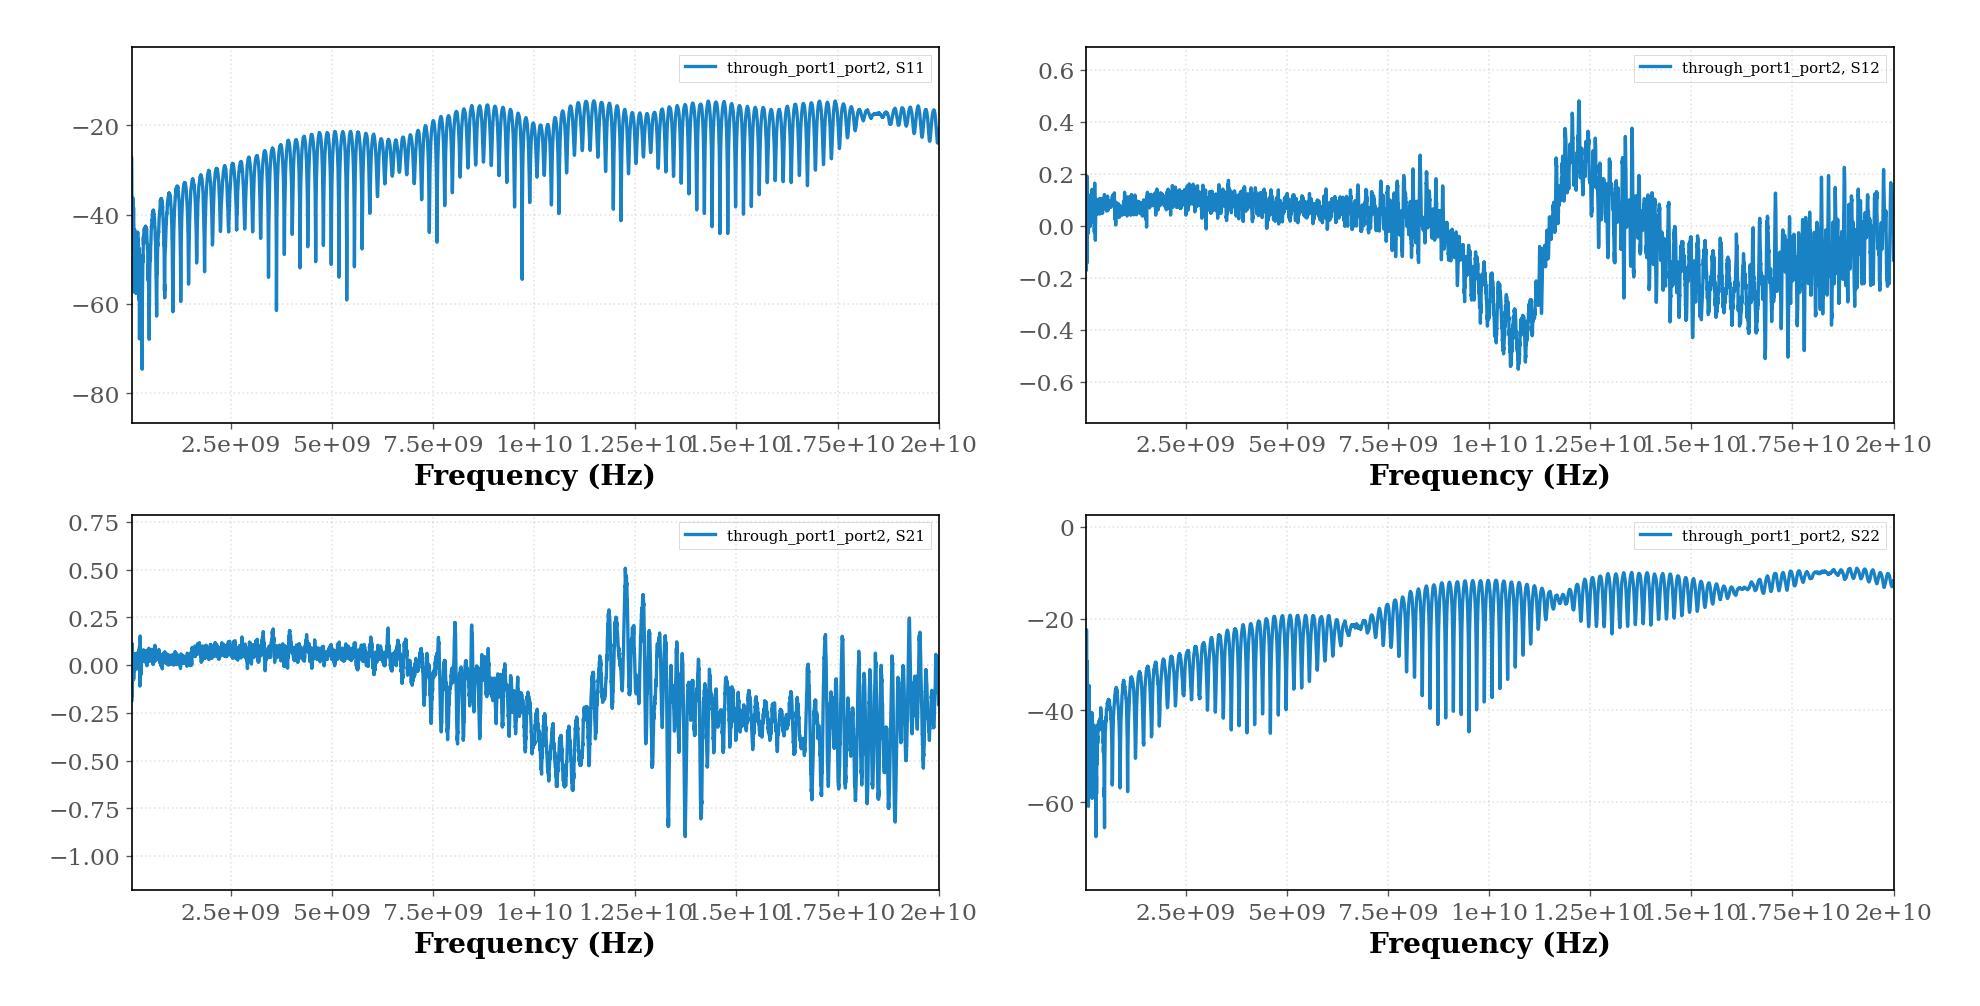 through_port1_port2, S11
−20
−40
−60
−80
2.5e+09 5e+09 7.5e+09 1e+10 1.25e+10 1.5e+10 1.75e+10 2e+10
Frequency (Hz)
through_port1_port2, S12
0.6
0.4
0.2
0.0
−0.2
−0.4
−0.6
2.5e+09 5e+09 7.5e+09 1e+10 1.25e+10 1.5e+10 1.75e+10 2e+10
Frequency (Hz)
through_port1_port2, S21
0.75
0.50
0.25
0.00
−0.25
−0.50
−0.75
−1.00
2.5e+09 5e+09 7.5e+09 1e+10 1.25e+10 1.5e+10 1.75e+10 2e+10
Frequency (Hz)
through_port1_port2, S22
0
−20
−40
−60
2.5e+09 5e+09 7.5e+09 1e+10 1.25e+10 1.5e+10 1.75e+10 2e+10
Frequency (Hz)